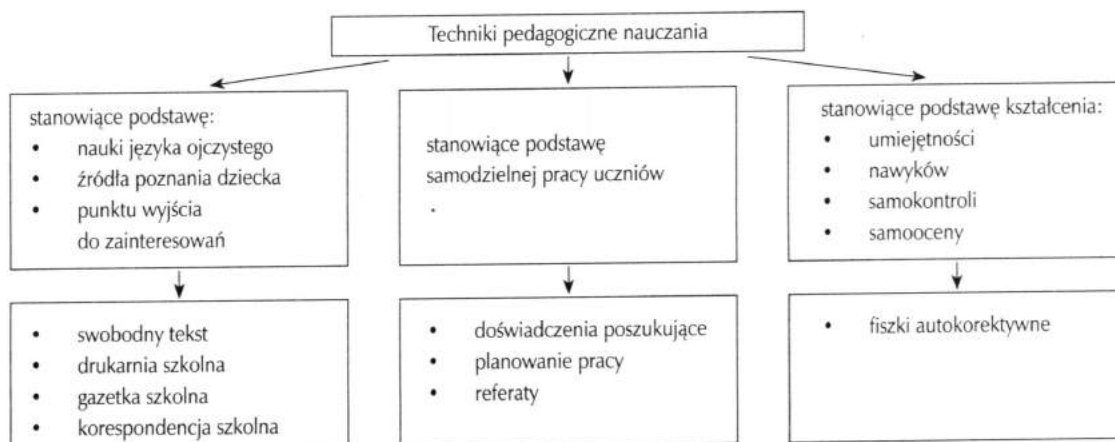 Techniki pedagogiczne nauczania
stanowiące podstawę:
• nauki języka ojczystego
• źródła poznania dziecka
• punktu wyjścia
do zainteresowań
stanowiące podstawę
samodzielnej pracy uczniów
stanowiące podstawę kształcenia:
• umiejętności
• nawyków
• samokontroli
• samooceny
• swobodny tekst
• drukarnia szkolna
• gazetka szkolna
• korespondencja szkolna
• doświadczenia poszukujące
• planowanie pracy
• referaty
• fiszki autokorektywne